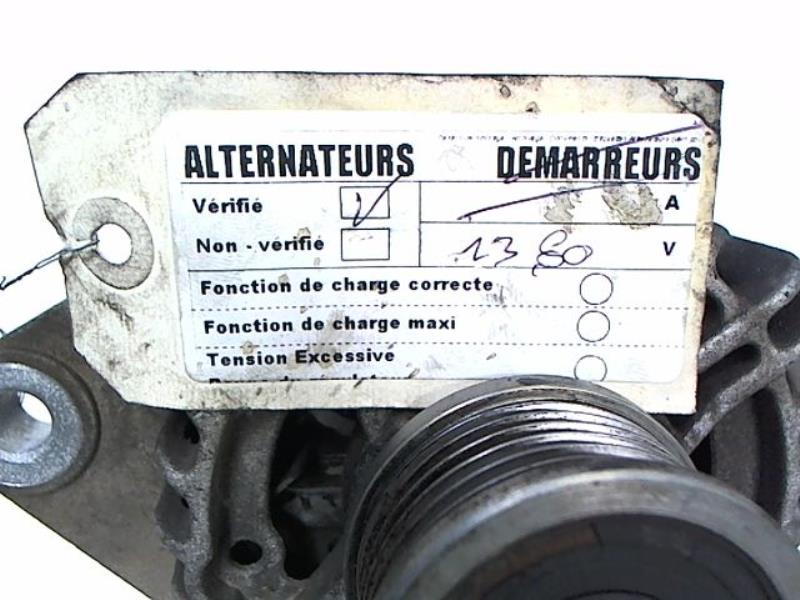 ALTERNATEURS DEMARREURS
Vérifié A
Non - vérifié 13,80 V
Fonction de charge correcte
Fonction de charge maxi
Tension Excessive